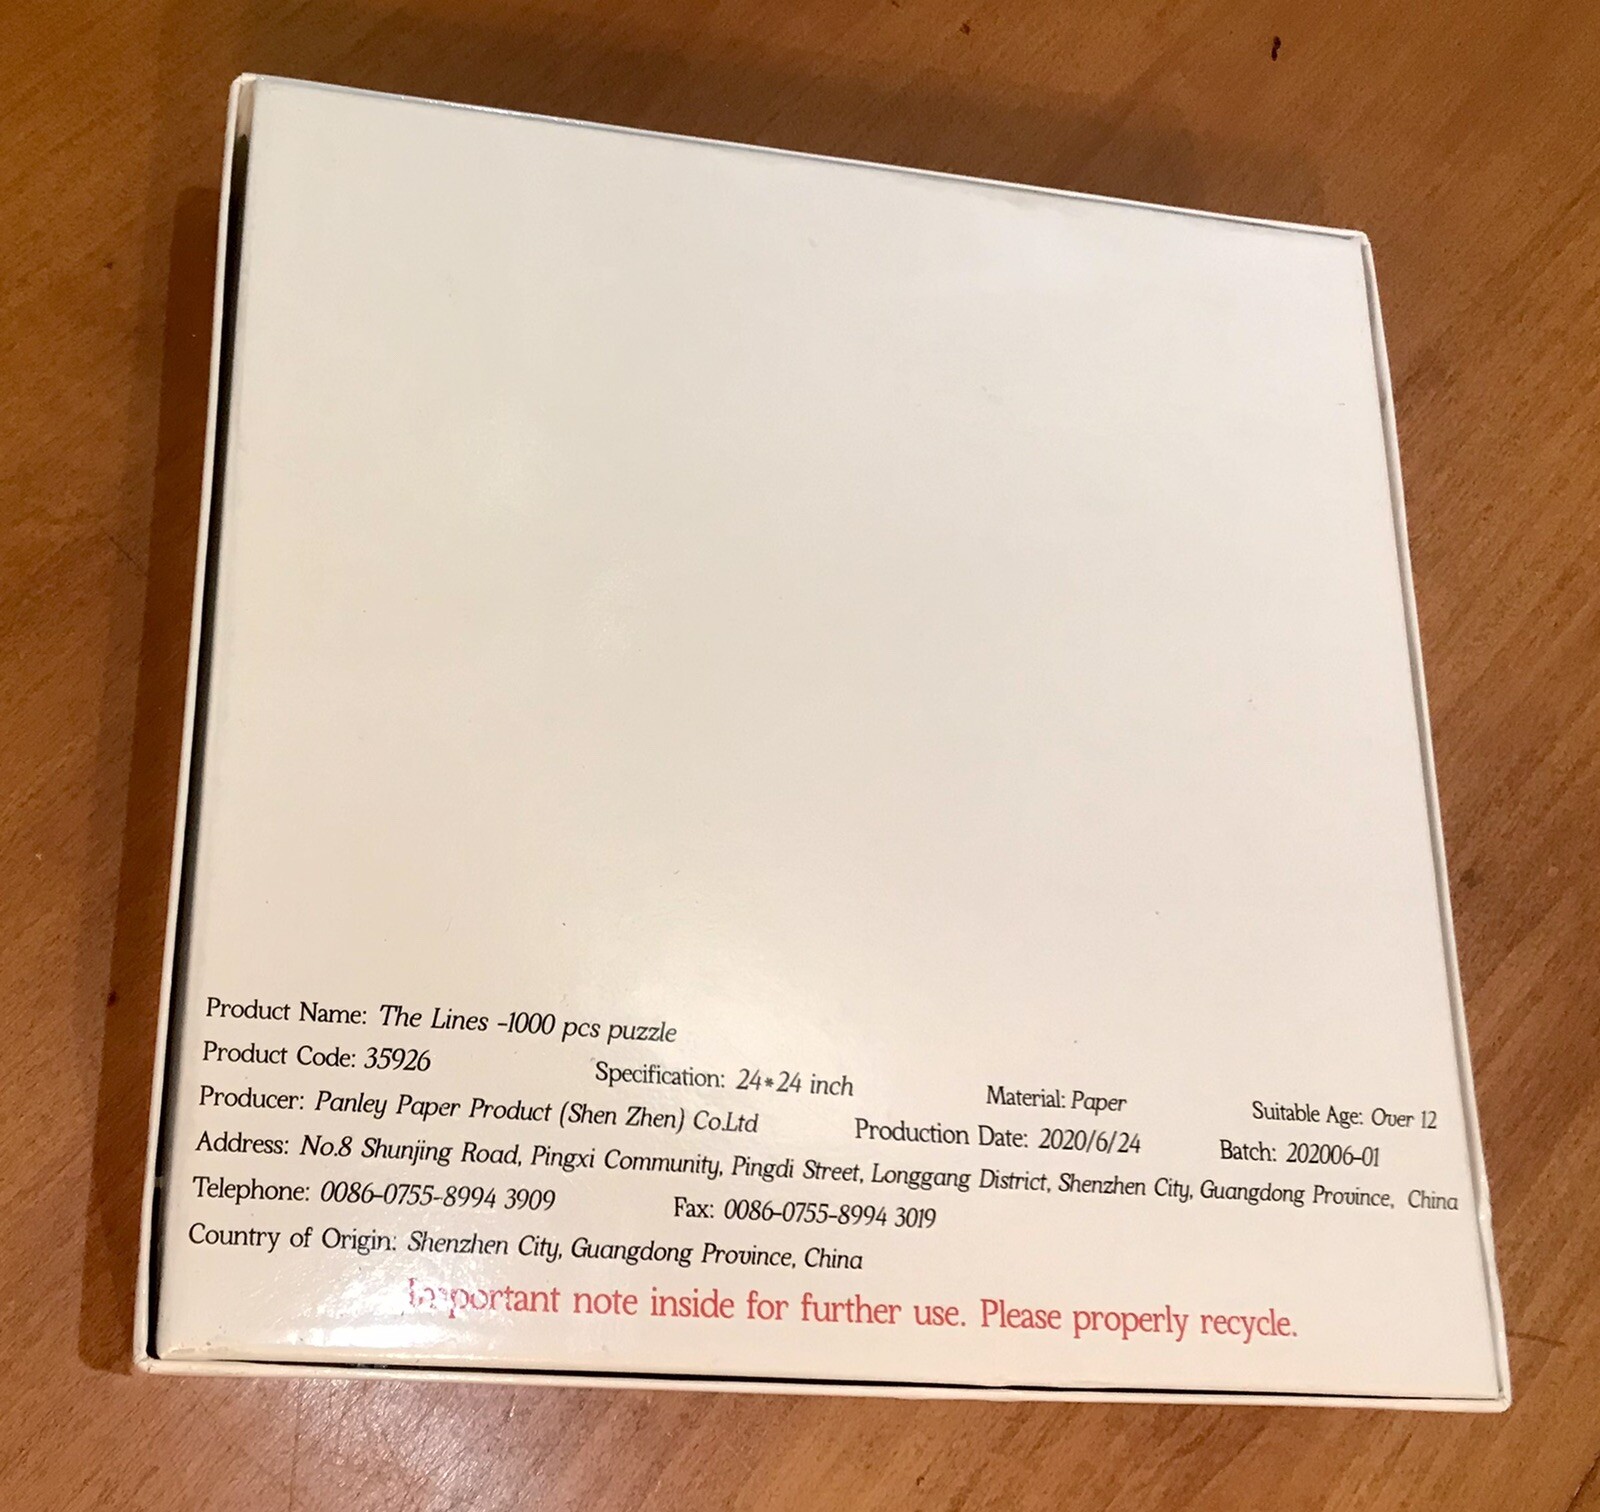 Product Name: The Lines -1000 pcs puzzle
Product Code: 35926 Specification: 24*24 inch Material: Paper Suitable Age: Over 12
Producer: Panley Paper Product (Shen Zhen) Co.Ltd Production Date: 2020/6/24 Batch: 202006-01
Address: No.8 Shunjing Road, Pingxi Community, Pingdi Street, Longgang District, Shenzhen City, Guangdong Province, China
Telephone: 0086-0755-8994 3909 Fax: 0086-0755-8994 3019
Country of Origin: Shenzhen City, Guangdong Province, China
Important note inside for further use. Please properly recycle.